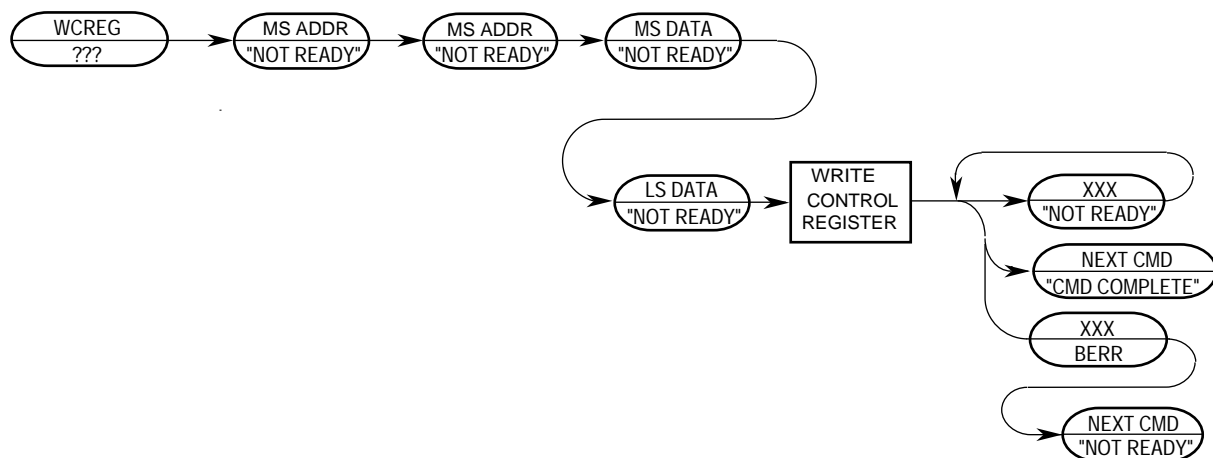 WCREG
???
MS ADDR
"NOT READY"
MS ADDR
"NOT READY"
MS DATA
"NOT READY"
LS DATA
"NOT READY"
WRITE
CONTROL
REGISTER
XXX
"NOT READY"
NEXT CMD
"CMD COMPLETE"
XXX
BERR
NEXT CMD
"NOT READY"